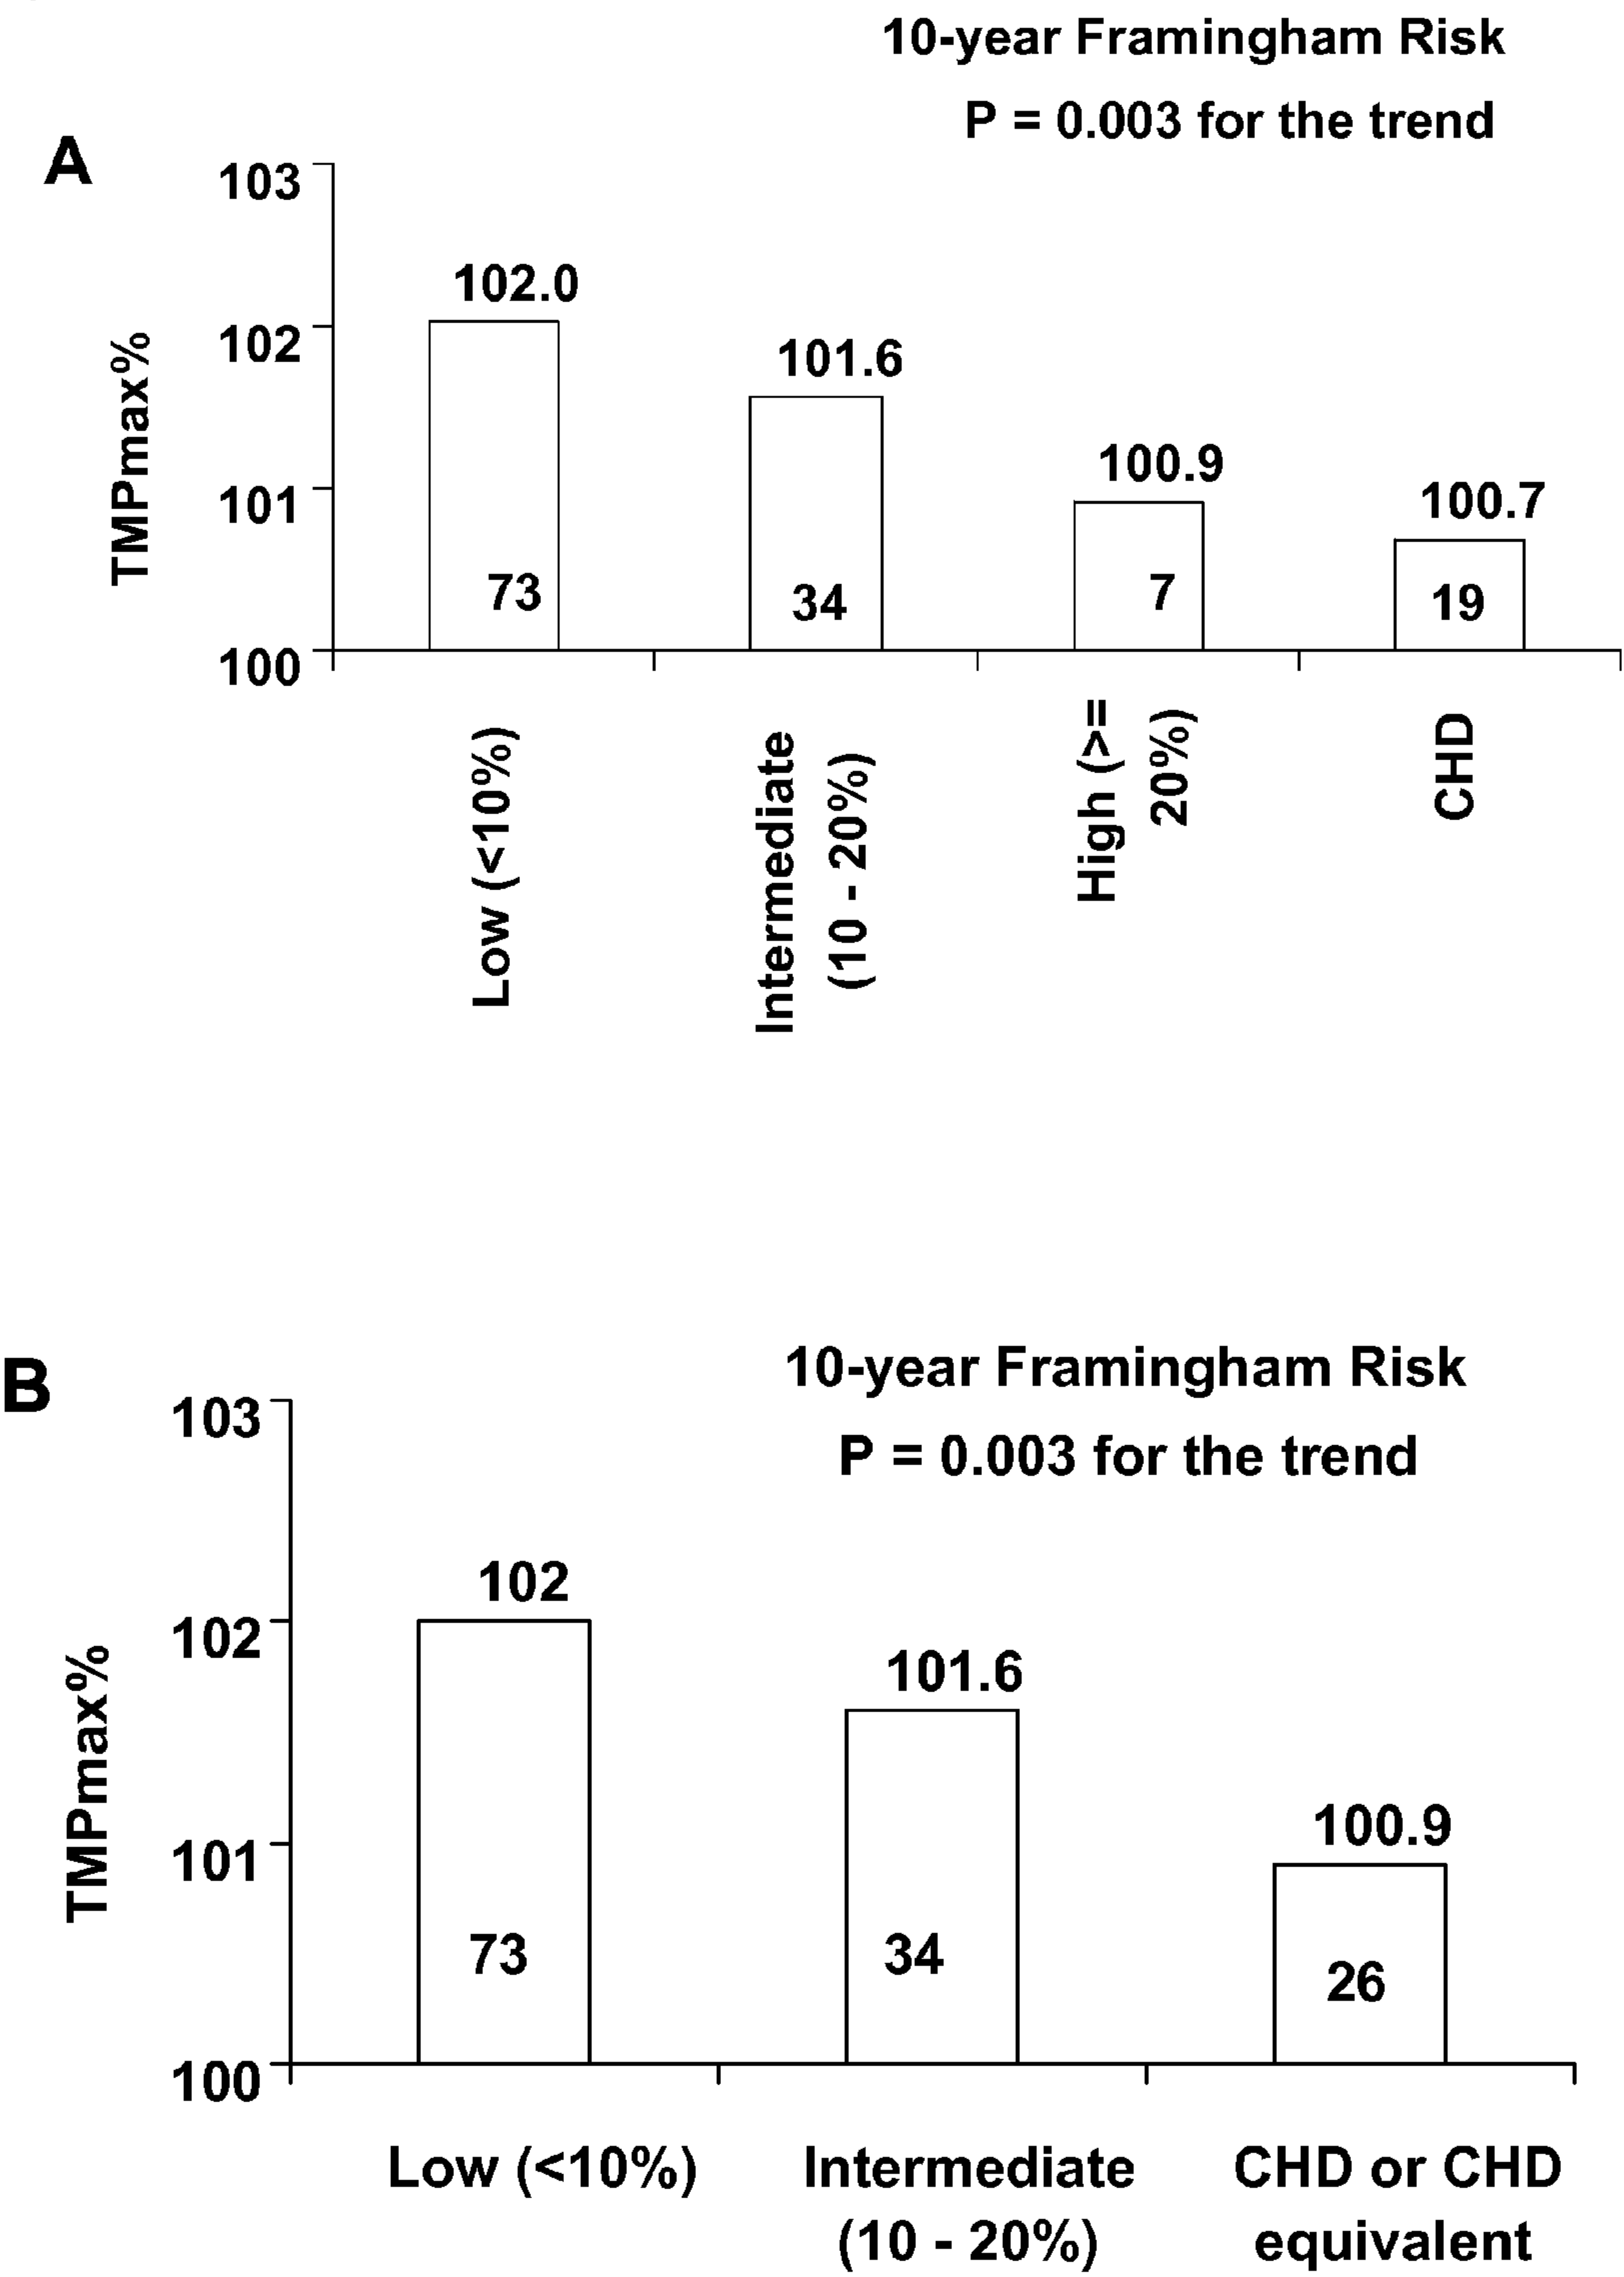 10-year Framingham Risk
P = 0.003 for the trend
A
103
102
101
100
TMPmax%
102.0
101.6
100.9
100.7
73
34
7
19
Low (<10%)
Intermediate
(10 - 20%)
High (>=
20%)
CHD
B
10-year Framingham Risk
P = 0.003 for the trend
103
102
101
100
TMPmax%
102
101.6
100.9
73
34
26
Low (<10%)
Intermediate
(10 - 20%)
CHD or CHD
equivalent